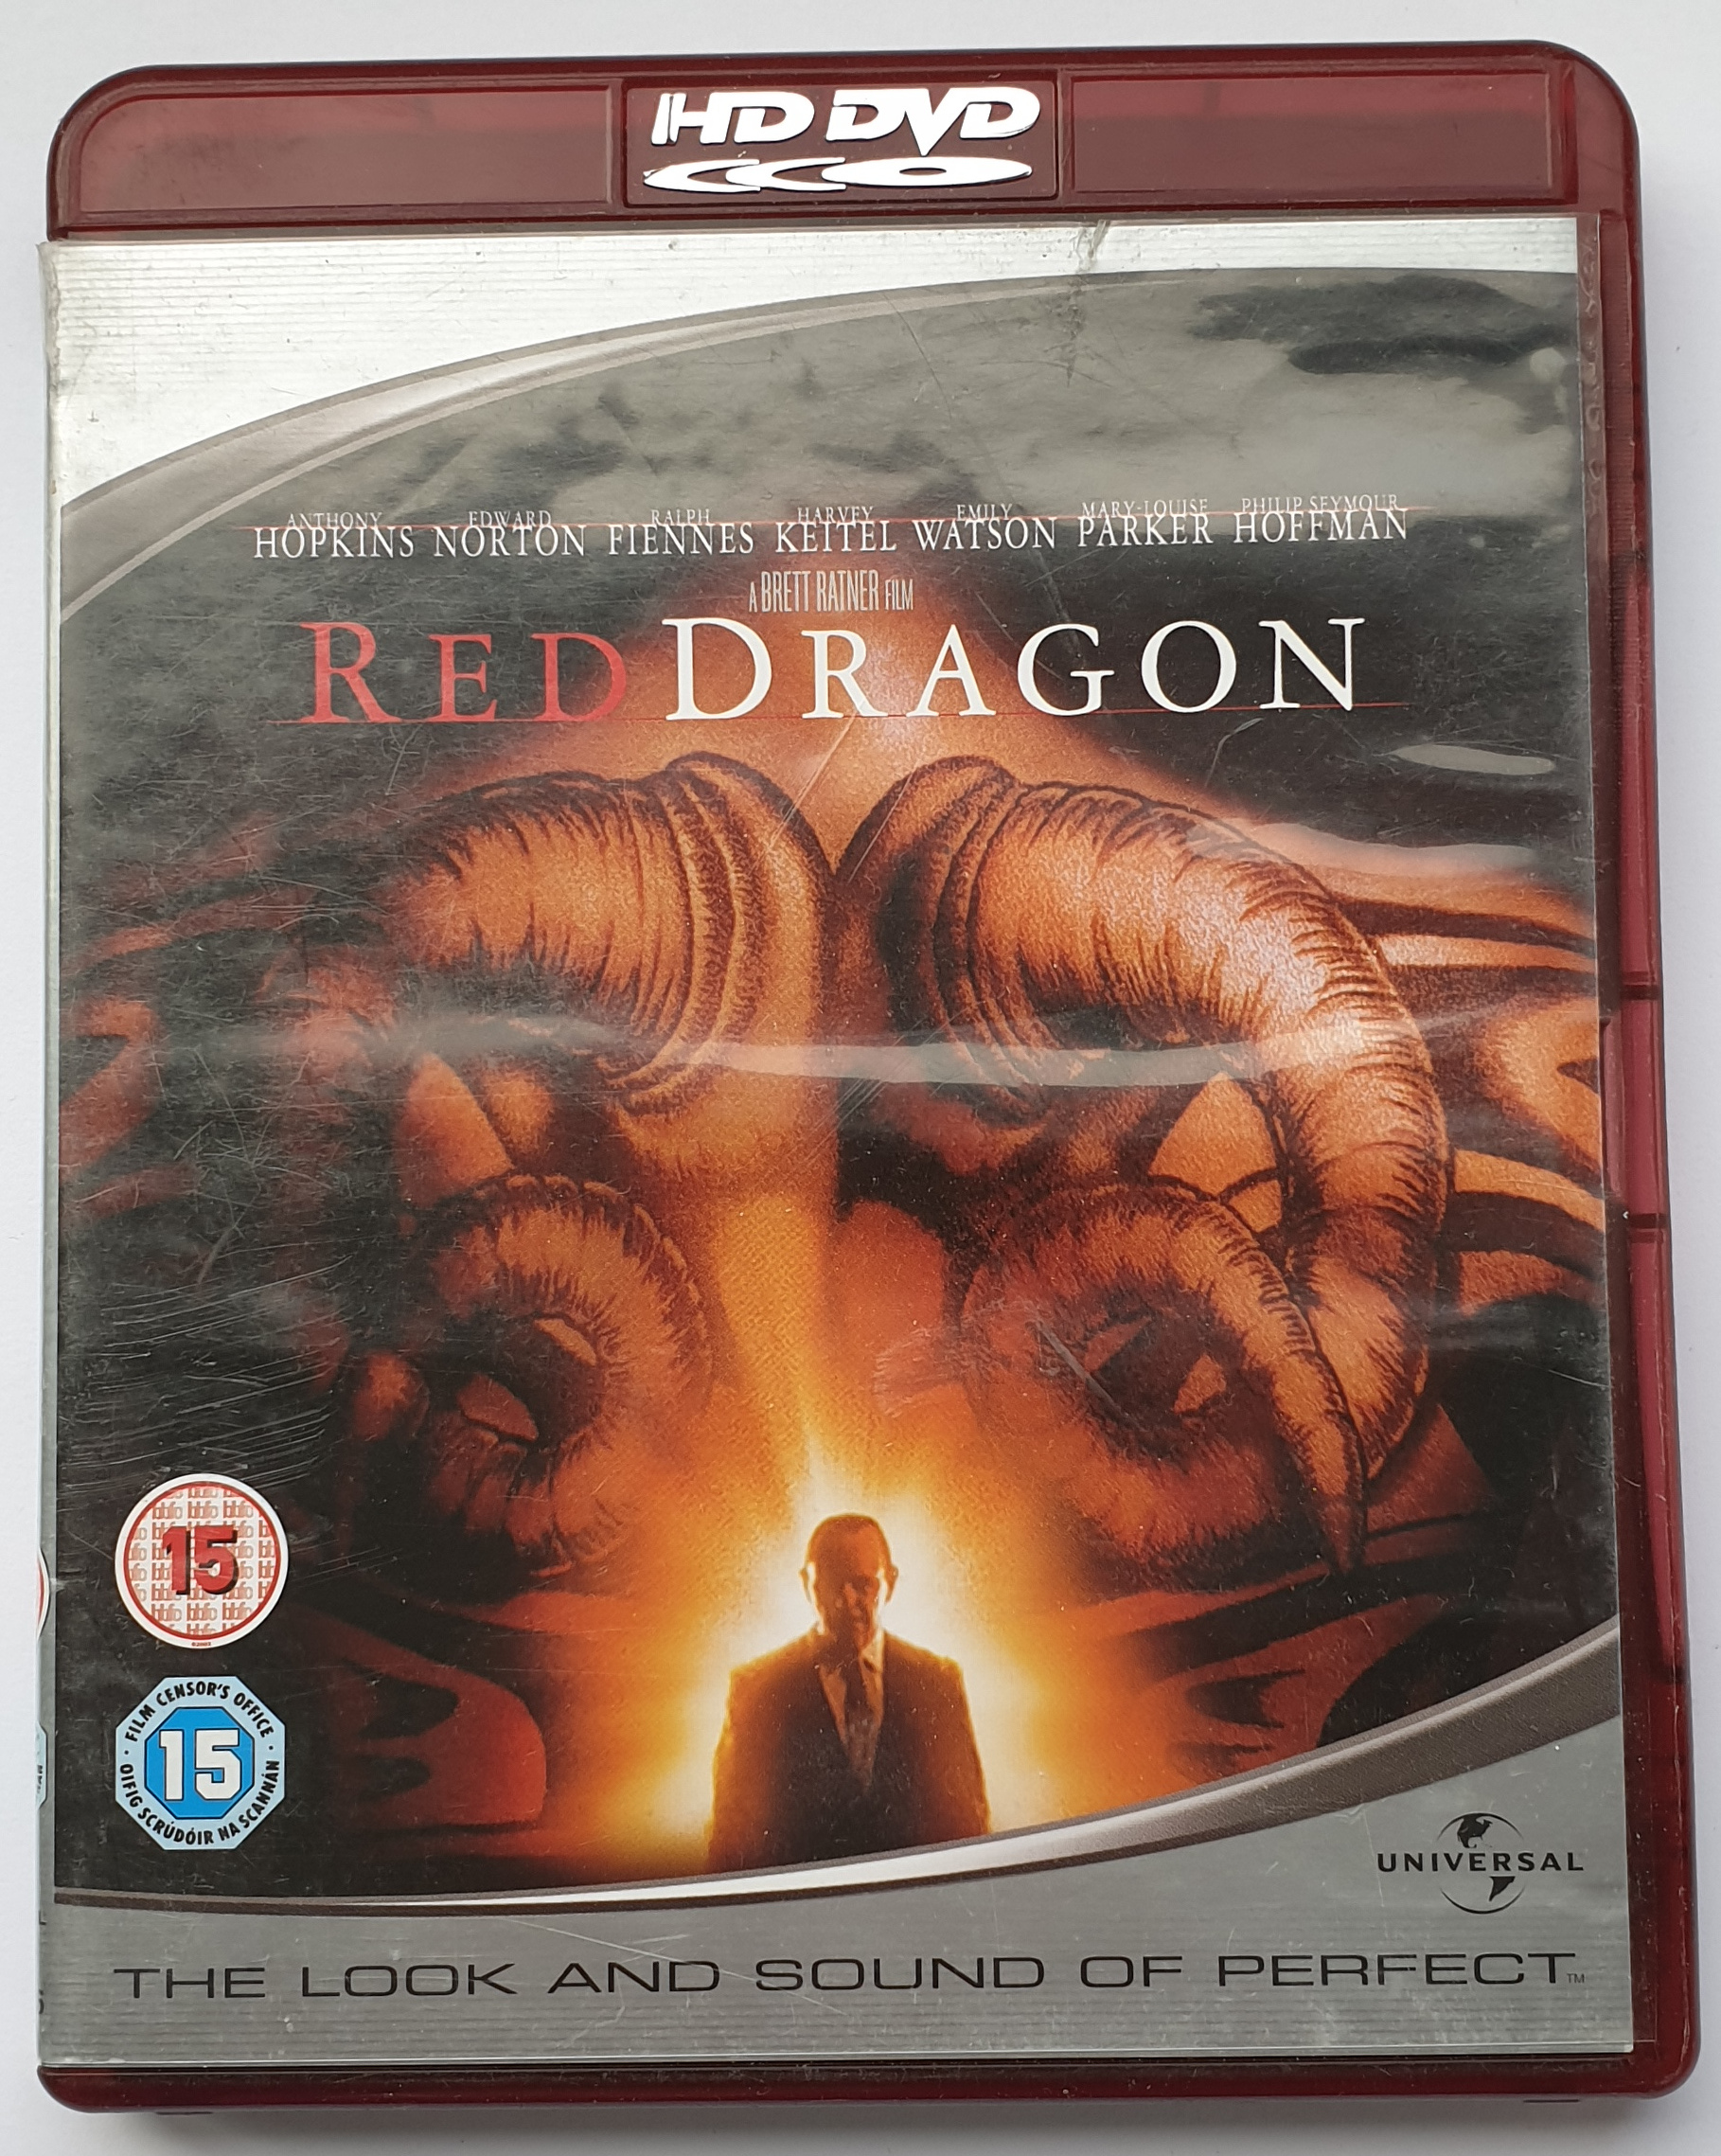 HD DVD
ANTHONY HOPKINS EDWARD NORTON RALPH FIENNES HARVEY KEITEL EMILY WATSON MARY-LOUISE PARKER PHILIP SEYMOUR HOFFMAN
A BRETT RATNER FILM
RED DRAGON
15
FILM CENSOR'S OFFICE
15
OIFIG SCRÚDÓIR NA SCANNÁN
UNIVERSAL
THE LOOK AND SOUND OF PERFECT™